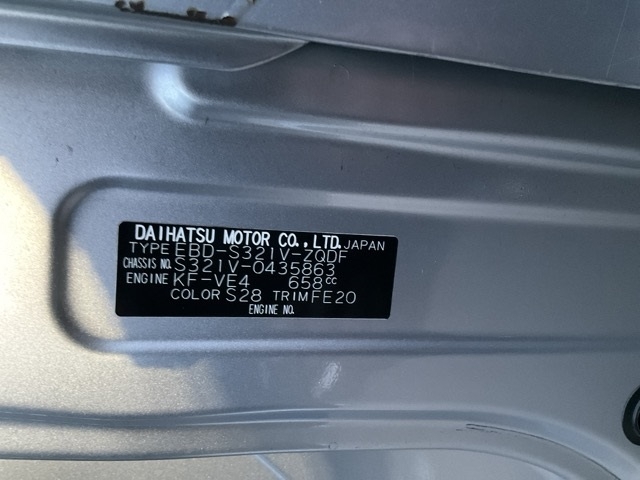 DAIHATSU MOTOR CO., LTD. JAPAN
TYPE EBD-S321V-ZQDF
CHASSIS NO. S321V-0435863
ENGINE KF-VE4 658cc
COLOR S28 TRIM FE20
ENGINE NO.